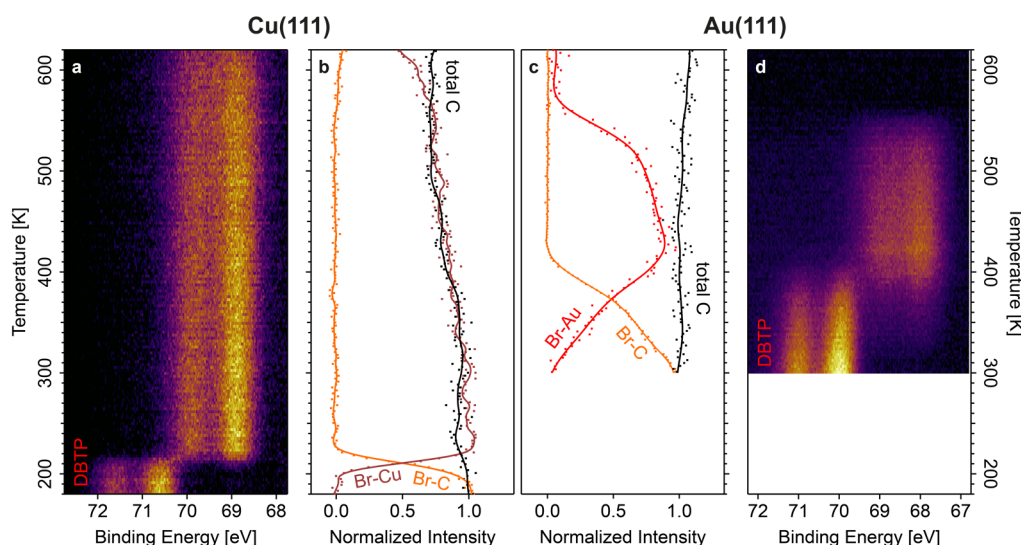 Cu(111)
Au(111)
a
b
c
d
600
500
400
300
200
Temperature [K]
DBTP
72 71 70 69 68
Binding Energy [eV]
total C
Br-Cu
Br-C
0.0 0.5 1.0
Normalized Intensity
total C
Br-Au
Br-C
0.0 0.5 1.0
Normalized Intensity
DBTP
72 71 70 69 68 67
Binding Energy [eV]
600
500
400
300
200
Temperature [K]